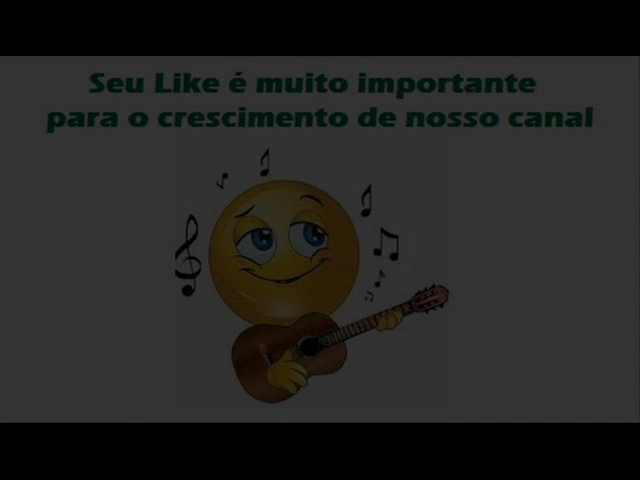 Seu Like é muito importante
para o crescimento de nosso canal